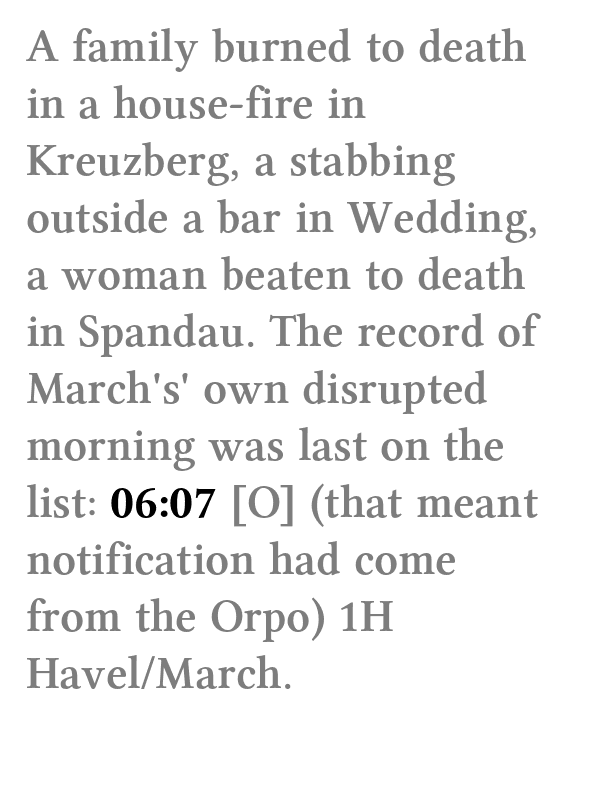 A family burned to death
in a house-fire in
Kreuzberg, a stabbing
outside a bar in Wedding,
a woman beaten to death
in Spandau. The record of
March's' own disrupted
morning was last on the
list: 06:07 [O] (that meant
notification had come
from the Orpo) 1H
Havel/March.